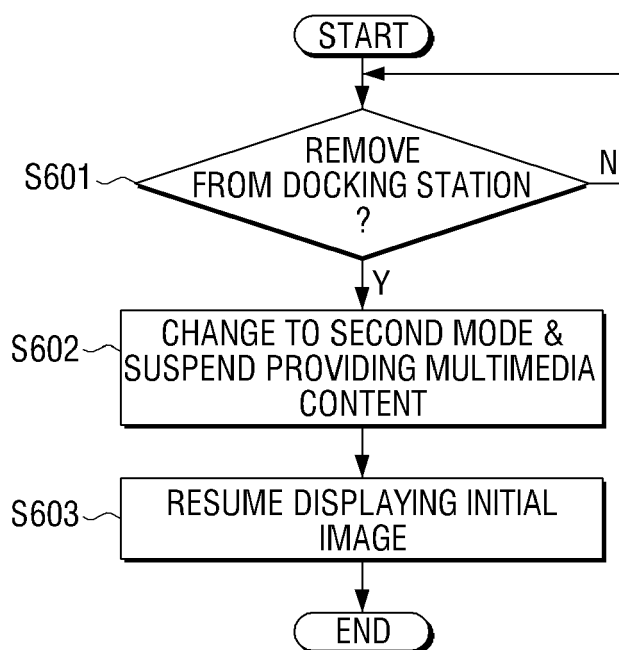 START
REMOVE
FROM DOCKING STATION
?
S601
N
Y
CHANGE TO SECOND MODE &
SUSPEND PROVIDING MULTIMEDIA
CONTENT
S602
RESUME DISPLAYING INITIAL
IMAGE
S603
END